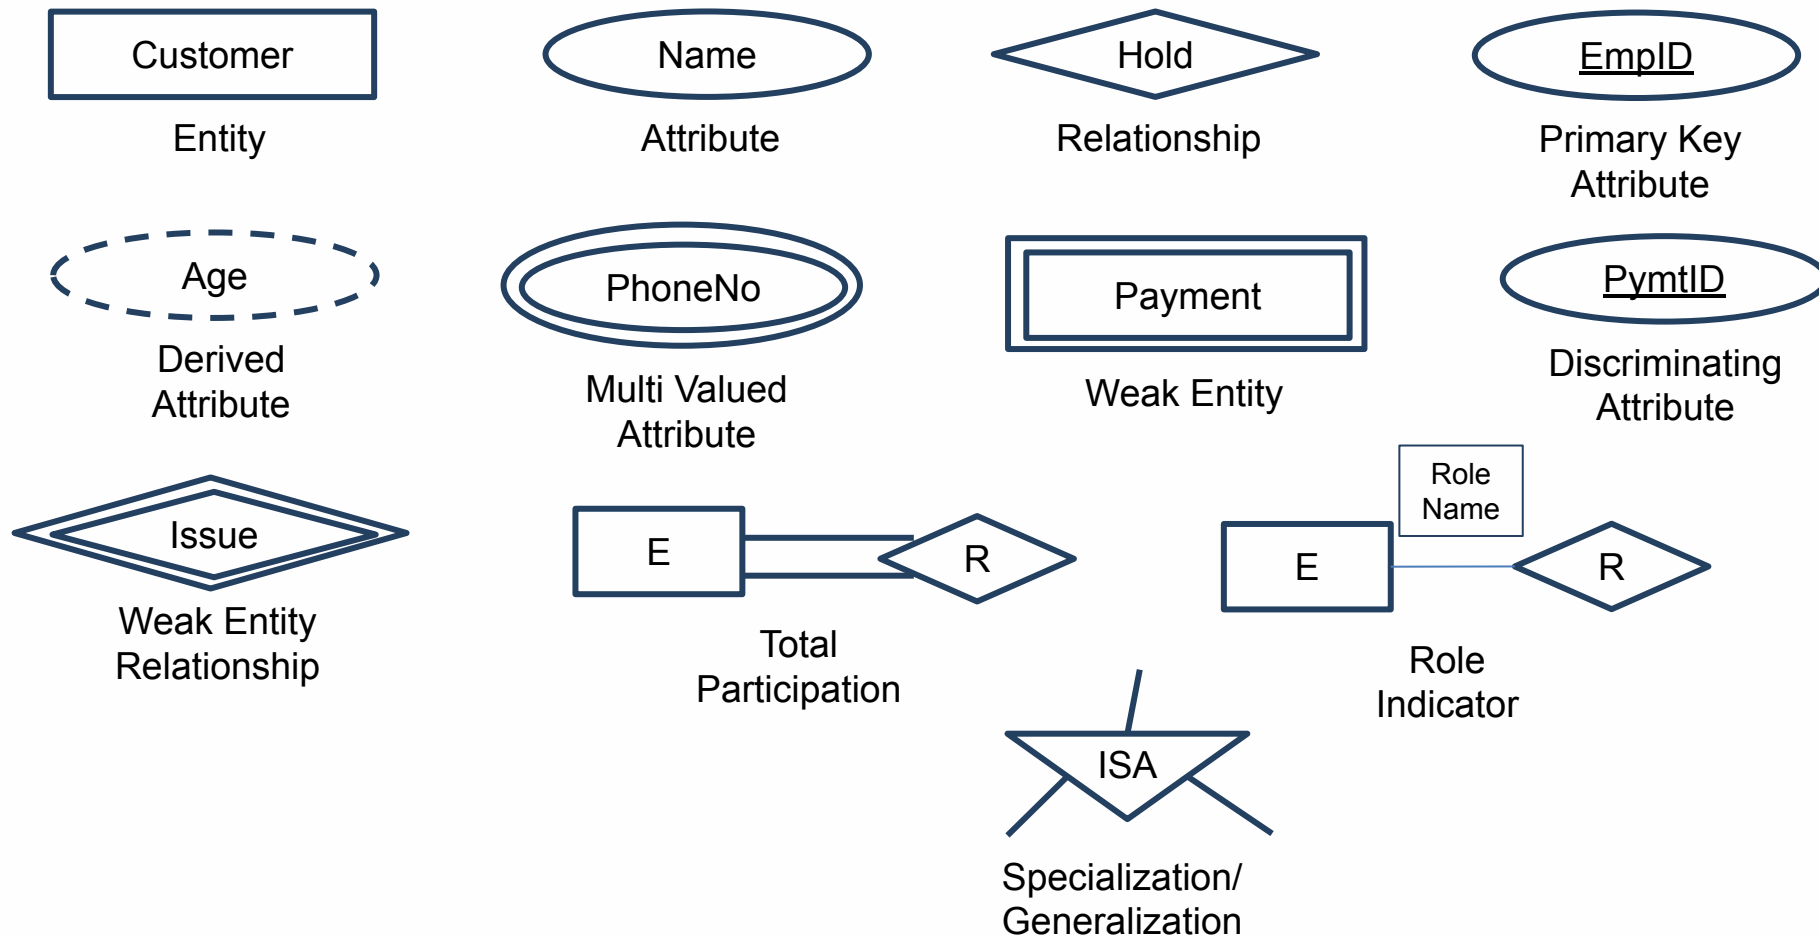 Customer
Entity
Name
Attribute
Hold
Relationship
EmpID
Primary Key
Attribute
Age
Derived
Attribute
PhoneNo
Multi Valued
Attribute
Payment
Weak Entity
PymtID
Discriminating
Attribute
Issue
Weak Entity
Relationship
E
R
Total
Participation
Role
Name
E
R
Role
Indicator
ISA
Specialization/
Generalization